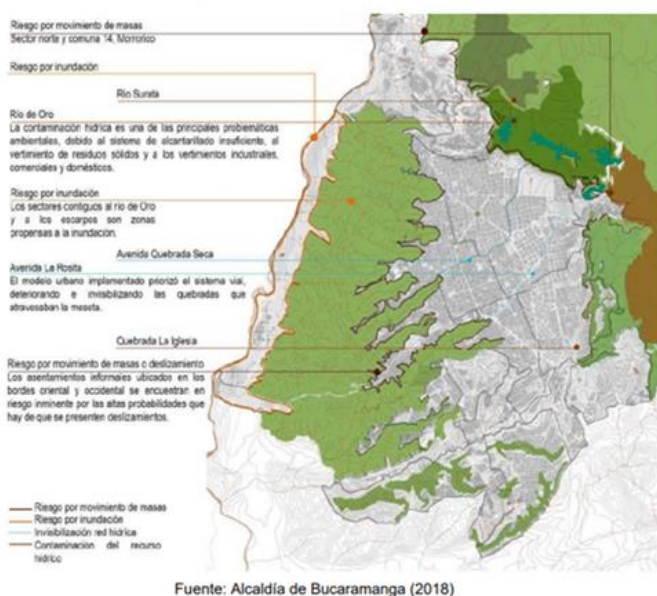 Riesgo por movimiento de masas
Sector norte y comuna 14, Morrorico
Riesgo por inundación
Río Surata
Río de Oro
La contaminación hídrica es una de las principales problemáticas
ambientales, debido al sistema de alcantarillado insuficiente, al
vertimiento de residuos sólidos y a los vertimientos industriales,
comerciales y domésticos.
Riesgo por inundación
Los sectores contiguos al río de Oro
y a los escarpos son zonas
propensas a la inundación.
Avenida Quebrada Seca
Avenida La Rosita
El modelo urbano implementado priorizó el sistema vial,
deteriorando e invisibilizando las quebradas que
atravesaban la meseta.
Quebrada La Iglesia
Riesgo por movimiento de masas o deslizamiento
Los asentamientos informales ubicados en los
bordes oriental y occidental se encuentran en
riesgo inminente por las altas probabilidades que
hay de que se presenten deslizamientos.
Riesgo por movimiento de masas
Riesgo por inundación
Invisibilización red hídrica
Contaminación del recurso
hídrico
Fuente: Alcaldía de Bucaramanga (2018)